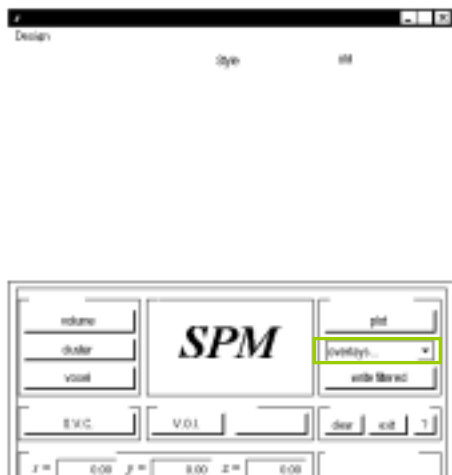 Design
Style
volume
cluster
voxel
SPM
plot
overlays...
write filtered
S.V.C.
V.O.I.
clear exit ?
x = 0.00 y = 0.00 z = 0.00